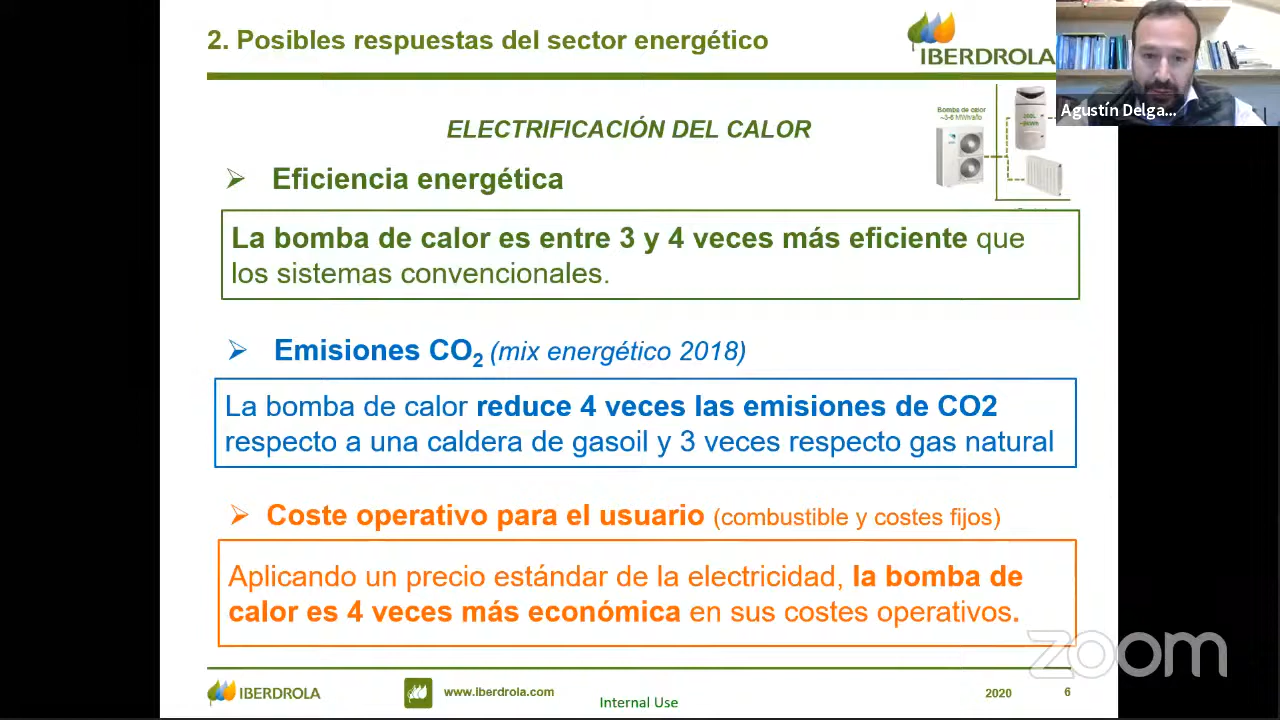 2. Posibles respuestas del sector energético
IBERDROLA
Agustín Delga...
ELECTRIFICACIÓN DEL CALOR
Bomba de calor
➢ Eficiencia energética
La bomba de calor es entre 3 y 4 veces más eficiente que
los sistemas convencionales.
➢ Emisiones CO2 (mix energético 2018)
La bomba de calor reduce 4 veces las emisiones de CO2
respecto a una caldera de gasoil y 3 veces respecto gas natural
➢ Coste operativo para el usuario (combustible y costes fijos)
Aplicando un precio estándar de la electricidad, la bomba de
calor es 4 veces más económica en sus costes operativos.
zoom
IBERDROLA
www.iberdrola.com
Internal Use
2020
6